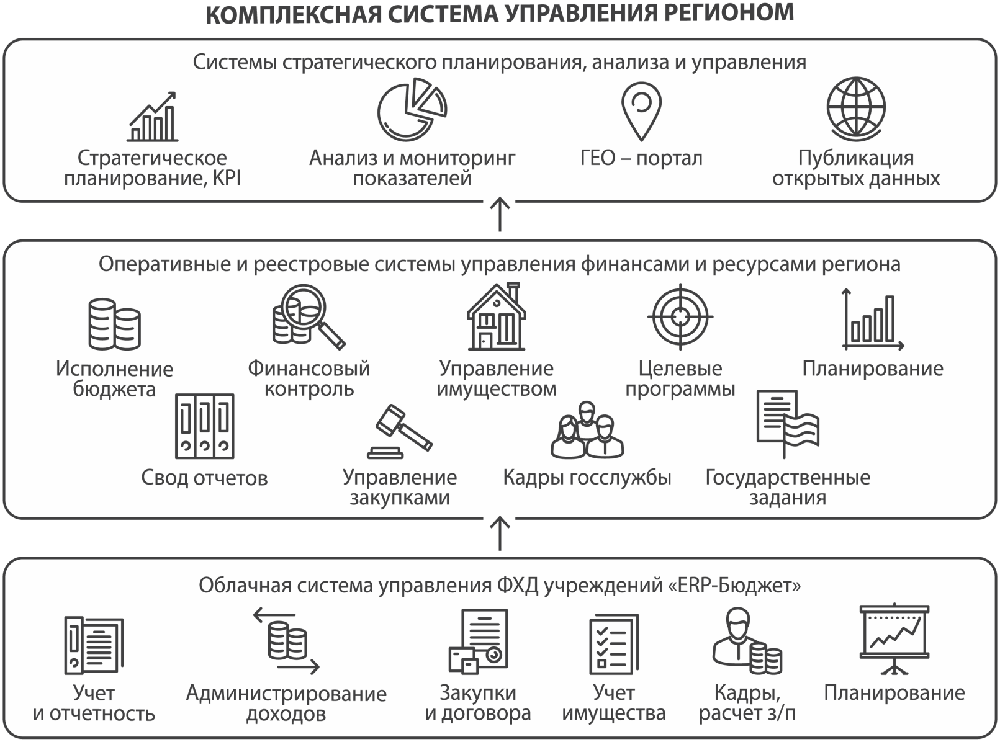 КОМПЛЕКСНАЯ СИСТЕМА УПРАВЛЕНИЯ РЕГИОНОМ
Системы стратегического планирования, анализа и управления
Стратегическое
планирование, KPI
Анализ и мониторинг
показателей
ГЕО – портал
Публикация
открытых данных
Оперативные и реестровые системы управления финансами и ресурсами региона
Исполнение
бюджета
Финансовый
контроль
Управление
имуществом
Целевые
программы
Планирование
Свод отчетов
Управление
закупками
Кадры госслужбы
Государственные
задания
Облачная система управления ФХД учреждений «ERP-Бюджет»
Учет
и отчетность
Администрирование
доходов
Закупки
и договора
Учет
имущества
Кадры,
расчет з/п
Планирование